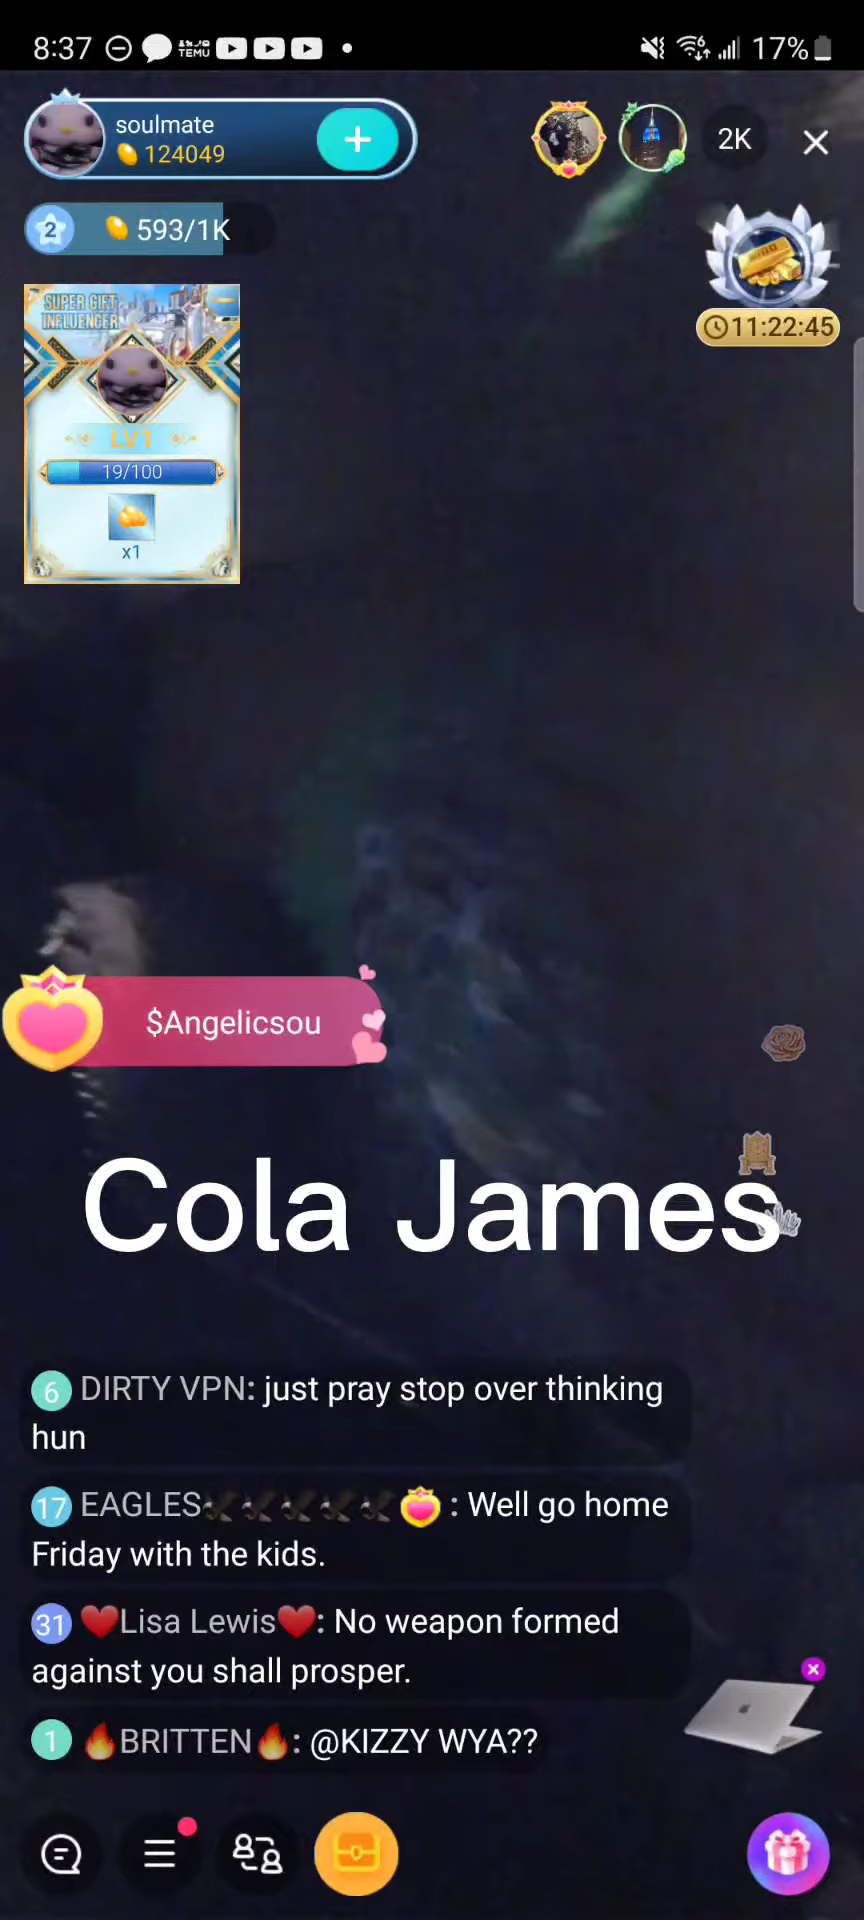 8:37
TEMU
17%
soulmate
124049
2K
2
593/1K
SUPER GIFT
INFLUENCER
11:22:45
LV1
19/100
x1
$Angelicsou
Cola James
6 DIRTY VPN: just pray stop over thinking
hun
17 EAGLES🦅🦅🦅🦅🦅 : Well go home
Friday with the kids.
31 ❤️Lisa Lewis❤️: No weapon formed
against you shall prosper.
1 🔥BRITTEN🔥: @KIZZY WYA??